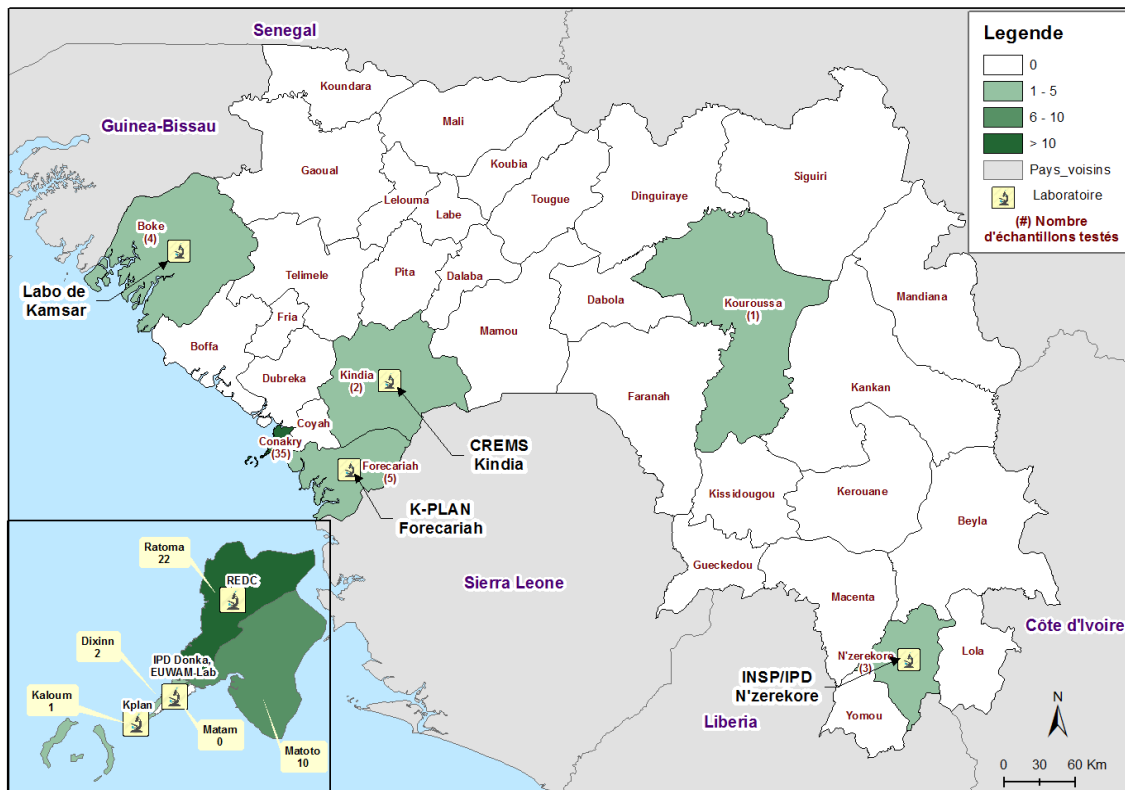 Senegal
Guinea-Bissau
Koundara
Mali
Gaoual
Koubia
Lelouma
Labe
Tougue
Dinguiraye
Siguiri
Boke
(4)
Labo de
Kamsar
Telimele
Pita
Dalaba
Dabola
Kouroussa
(1)
Mandiana
Fria
Boffa
Mamou
Dubreka
Kindia
(2)
Faranah
Kankan
Coyah
Conakry
(35)
CREMS
Kindia
Forecariah
(5)
K-PLAN
Forecariah
Kissidougou
Kerouane
Beyla
Sierra Leone
Gueckedou
Macenta
Côte d'Ivoire
N'zerekore
(3)
Lola
INSP/IPD
N'zerekore
Liberia
Yomou
Legende
0
1 - 5
6 - 10
> 10
Pays_voisins
Laboratoire
(#) Nombre
d'échantillons testés
Ratoma
22
REDC
Dixinn
2
IPD Donka,
EUWAM-Lab
Kaloum
1
Kplan
Matam
0
Matoto
10
N
0 30 60 Km